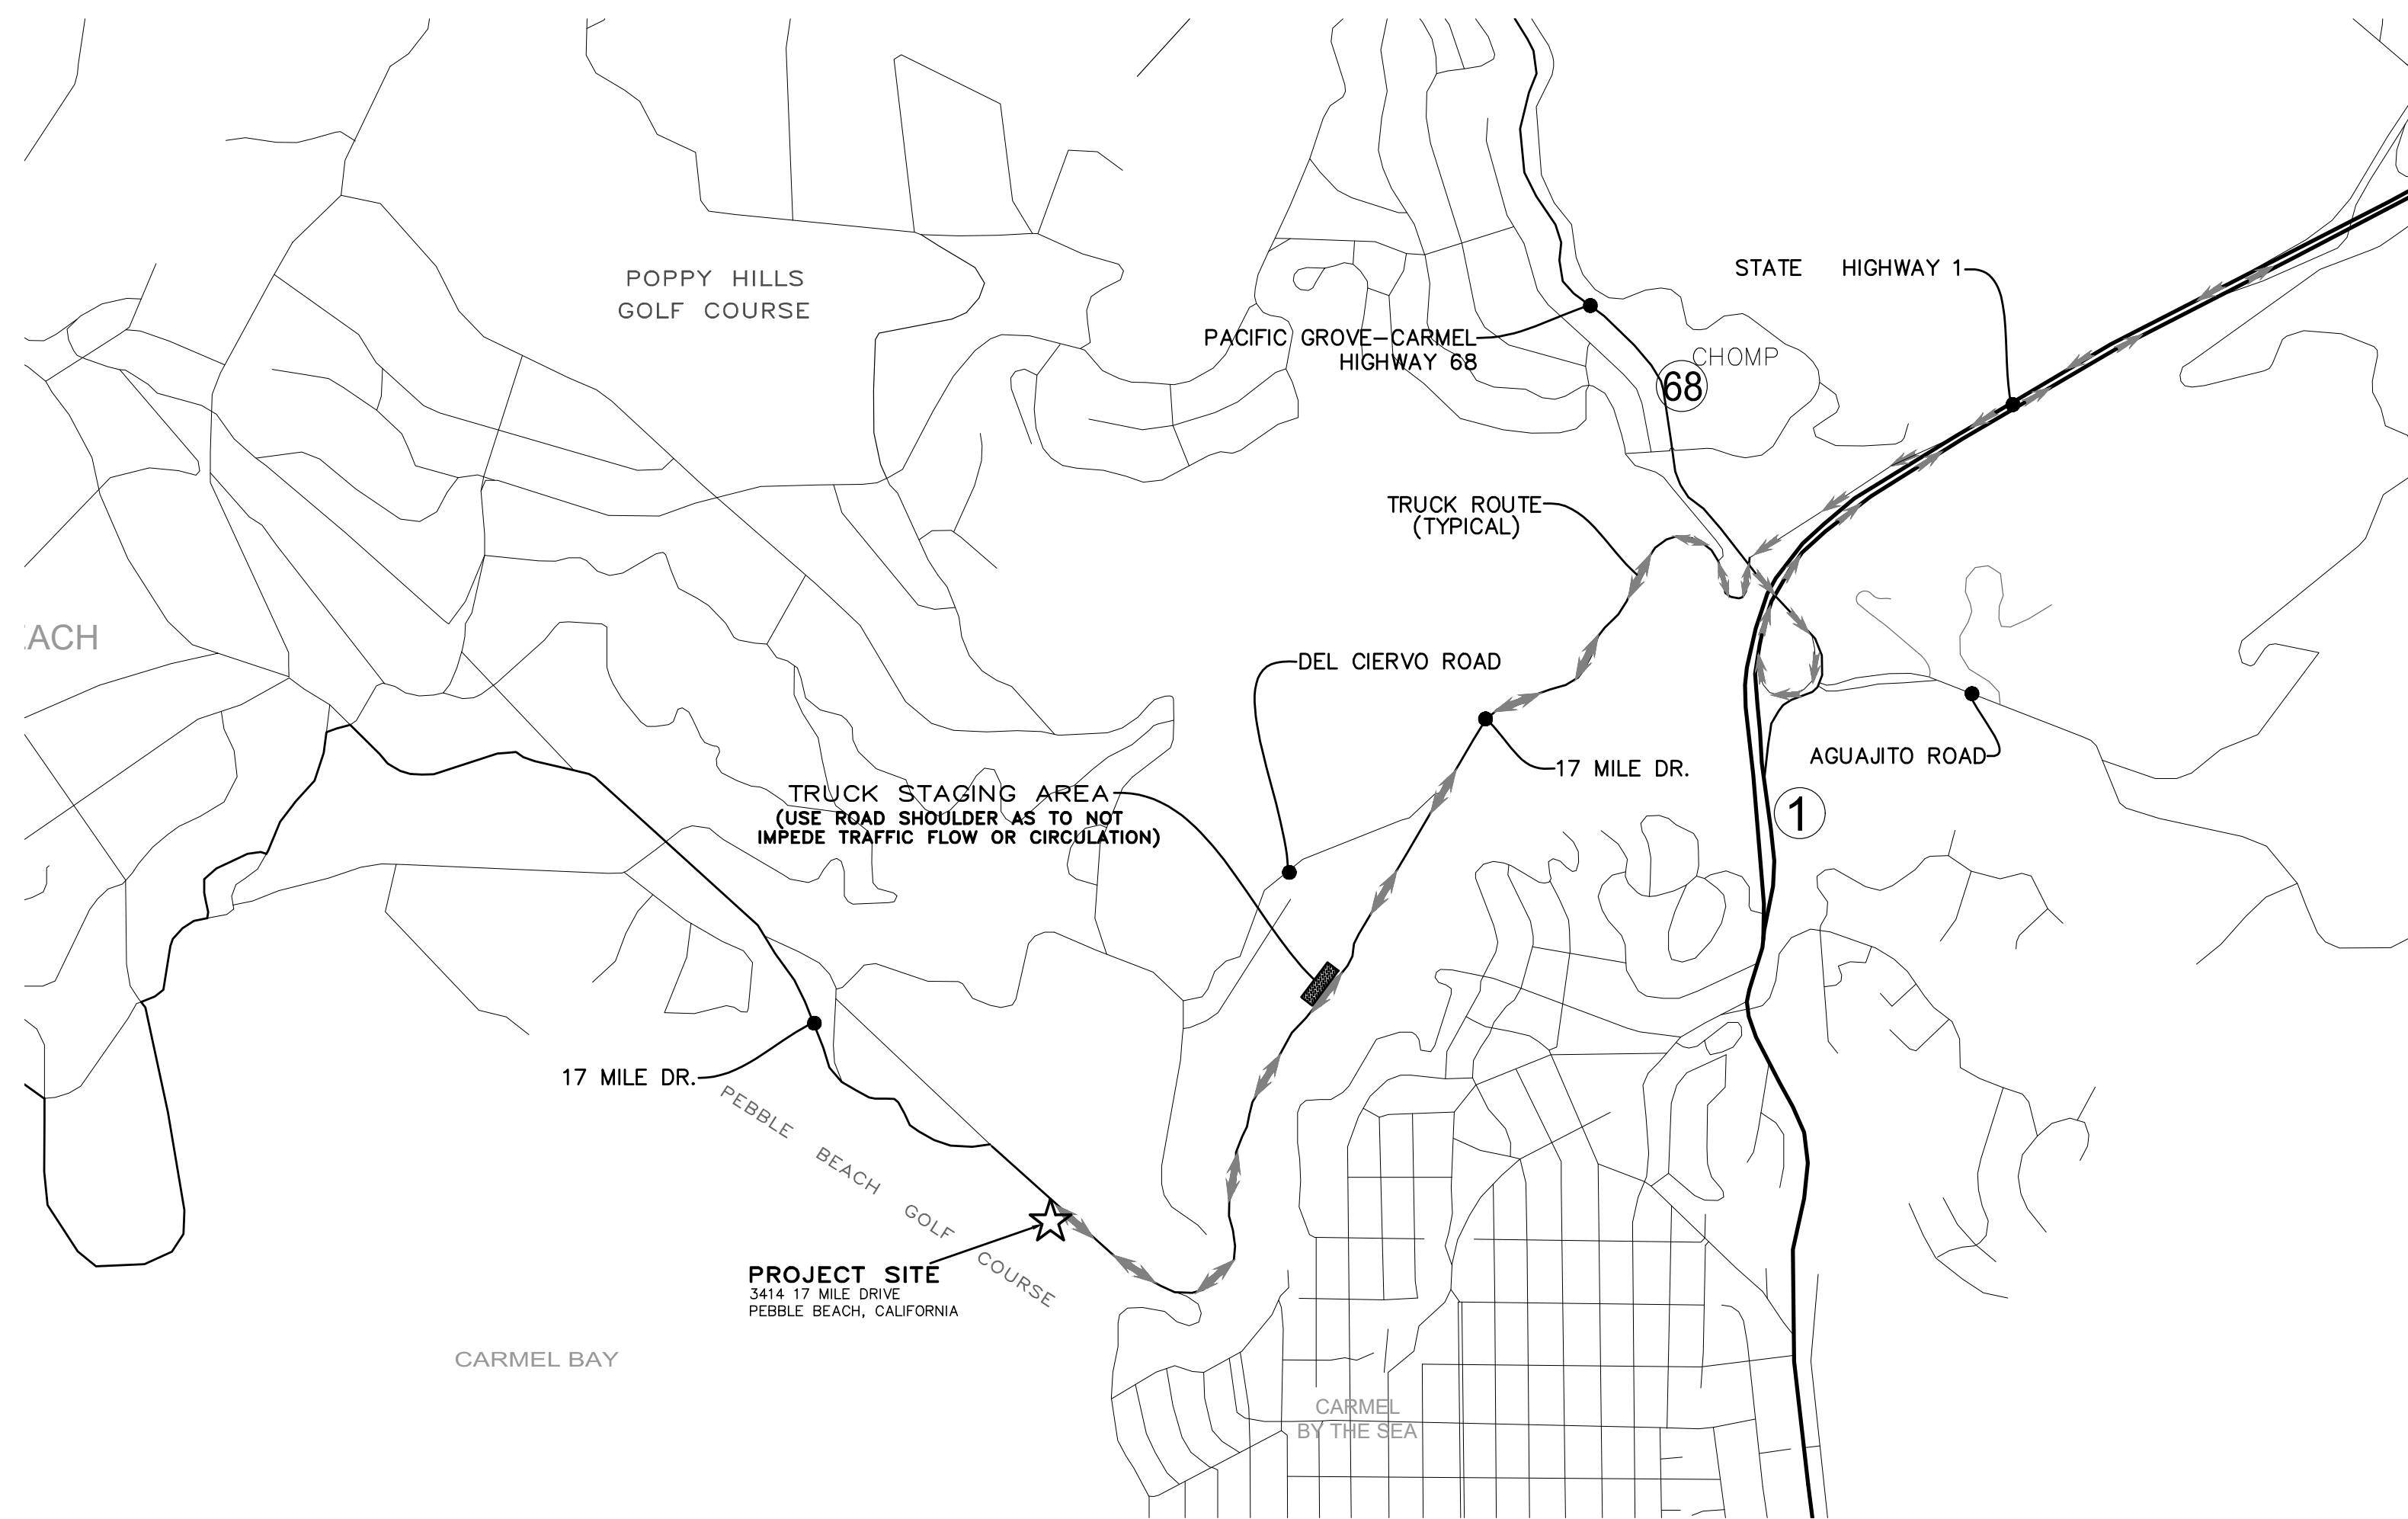 POPPY HILLS
GOLF COURSE
STATE HIGHWAY 1
PACIFIC GROVE-CARMEL
HIGHWAY 68
CHOMP
68
TRUCK ROUTE
(TYPICAL)
EACH
DEL CIERVO ROAD
17 MILE DR.
AGUAJITO ROAD
TRUCK STAGING AREA
(USE ROAD SHOULDER AS TO NOT
IMPEDE TRAFFIC FLOW OR CIRCULATION)
1
17 MILE DR.
PEBBLE BEACH GOLF COURSE
PROJECT SITE
3414 17 MILE DRIVE
PEBBLE BEACH, CALIFORNIA
CARMEL BAY
CARMEL
BY THE SEA